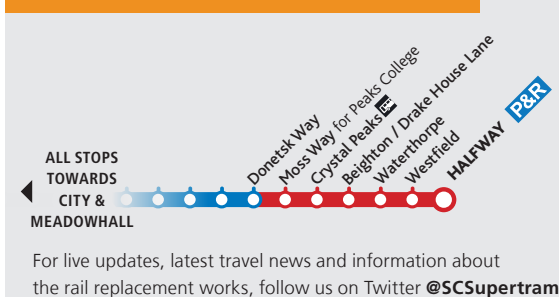 Donetsk Way
Moss Way for Peaks College
Crystal Peaks
Beighton / Drake House Lane
Waterthorpe
Westfield
HALFWAY P&R
ALL STOPS
TOWARDS
CITY &
MEADOWHALL
For live updates, latest travel news and information about
the rail replacement works, follow us on Twitter @SCSupertram